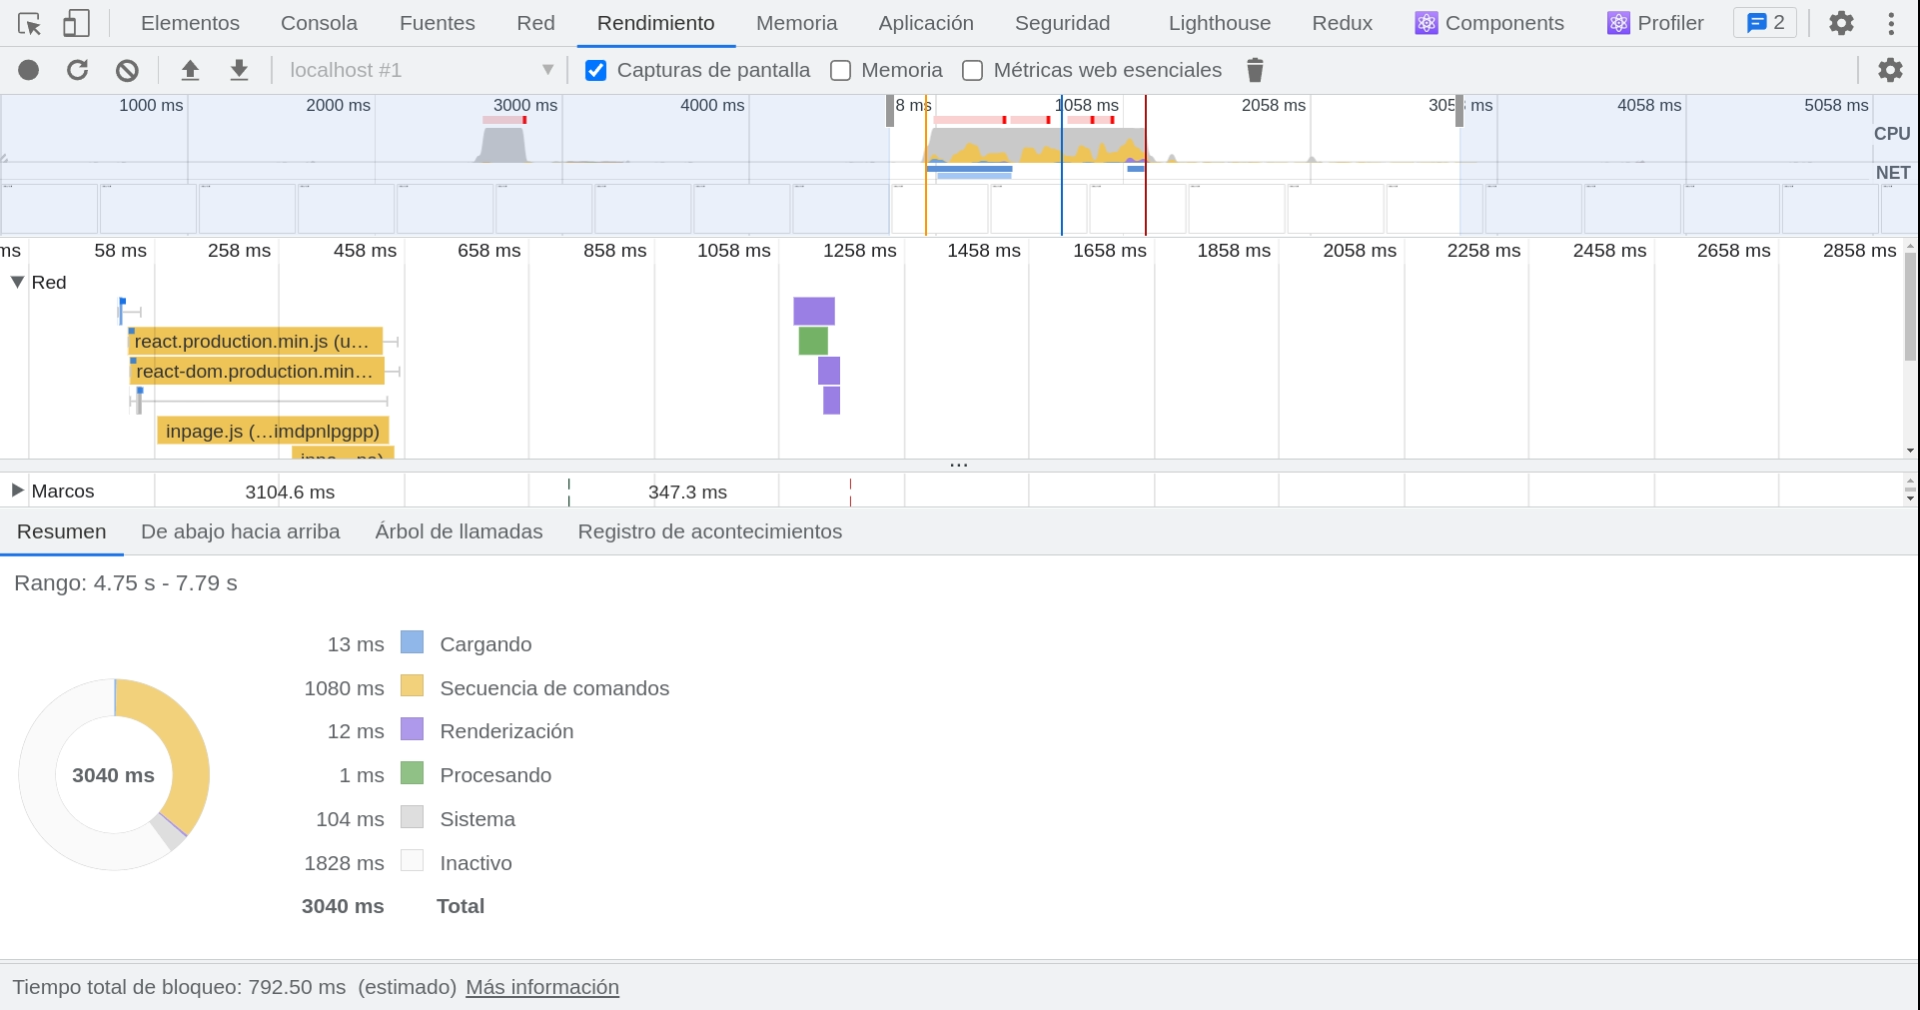 Elementos Consola Fuentes Red Rendimiento Memoria Aplicación Seguridad Lighthouse Redux Components Profiler 2
localhost #1 Capturas de pantalla Memoria Métricas web esenciales
1000 ms 2000 ms 3000 ms 4000 ms 8 ms 1058 ms 2058 ms 305 ms 4058 ms 5058 ms
CPU
NET
ms 58 ms 258 ms 458 ms 658 ms 858 ms 1058 ms 1258 ms 1458 ms 1658 ms 1858 ms 2058 ms 2258 ms 2458 ms 2658 ms 2858 ms
Red
react.production.min.js (u…
react-dom.production.min…
inpage.js (…imdpnlpgpp)
Marcos 3104.6 ms 347.3 ms
Resumen De abajo hacia arriba Árbol de llamadas Registro de acontecimientos
Rango: 4.75 s - 7.79 s
13 ms Cargando
1080 ms Secuencia de comandos
12 ms Renderización
3040 ms
1 ms Procesando
104 ms Sistema
1828 ms Inactivo
3040 ms Total
Tiempo total de bloqueo: 792.50 ms (estimado) Más información